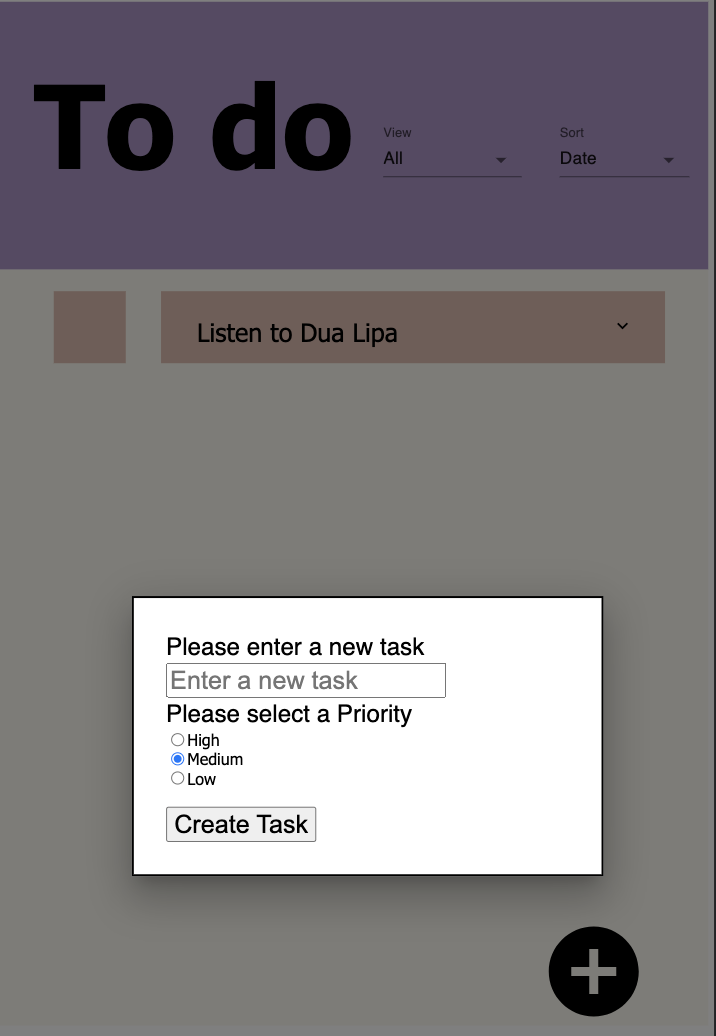 To do
View
All
Sort
Date
Listen to Dua Lipa
Please enter a new task
Enter a new task
Please select a Priority
High
Medium
Low
Create Task